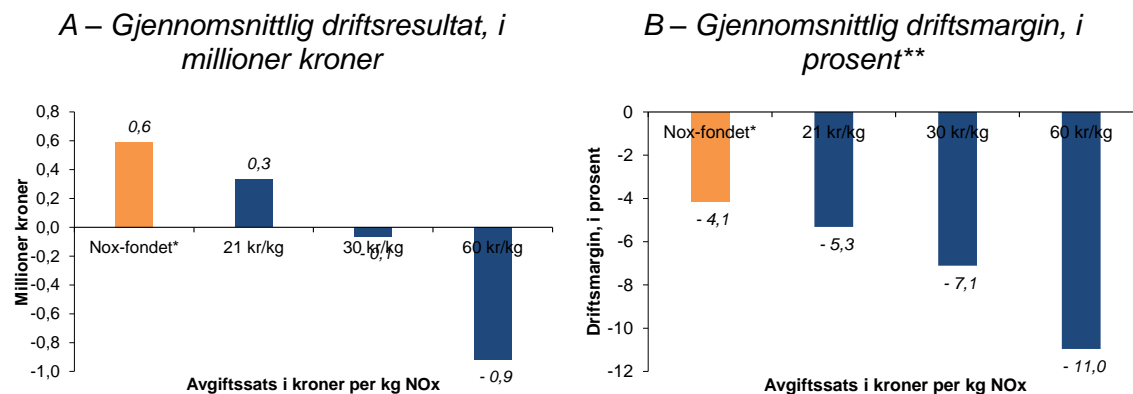 A – Gjennomsnittlig driftsresultat, i
millioner kroner
0,8
0,6
0,4
0,2
0,0
-0,2
-0,4
-0,6
-0,8
-1,0
Millioner kroner
0,6
0,3
- 0,1
- 0,9
Nox-fondet*
21 kr/kg
30 kr/kg
60 kr/kg
Avgiftssats i kroner per kg NOx
B – Gjennomsnittlig driftsmargin, i
prosent**
0
-2
-4
-6
-8
-10
-12
Driftsmargin, i prosent
Nox-fondet*
21 kr/kg
30 kr/kg
60 kr/kg
- 4,1
- 5,3
- 7,1
- 11,0
Avgiftssats i kroner per kg NOx